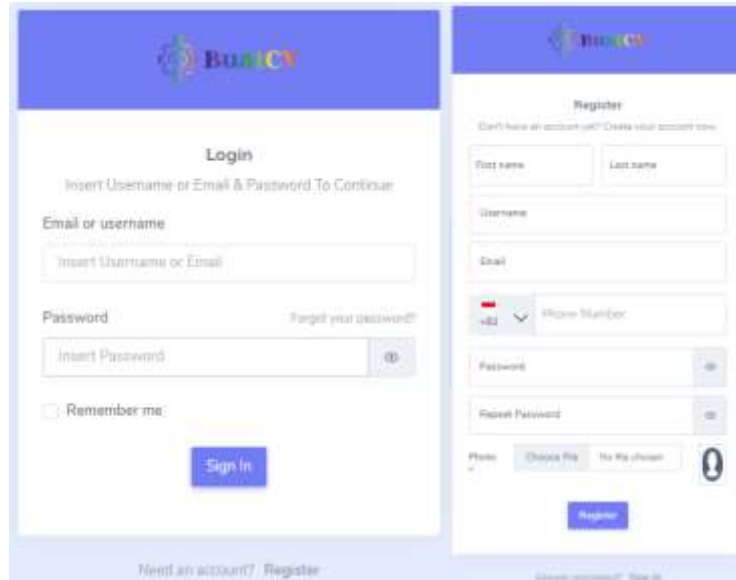 BuatCV
Login
Insert Username or Email & Password To Continue
Email or username
Insert Username or Email
Password Forgot your password?
Insert Password
Remember me
Sign In
Need an account? Register
BuatCV
Register
Don't have an account yet? Create your account now.
First name Last name
Username
Email
+62 Phone Number
Password
Repeat Password
Photo Choose File No file chosen
Register
Sign In